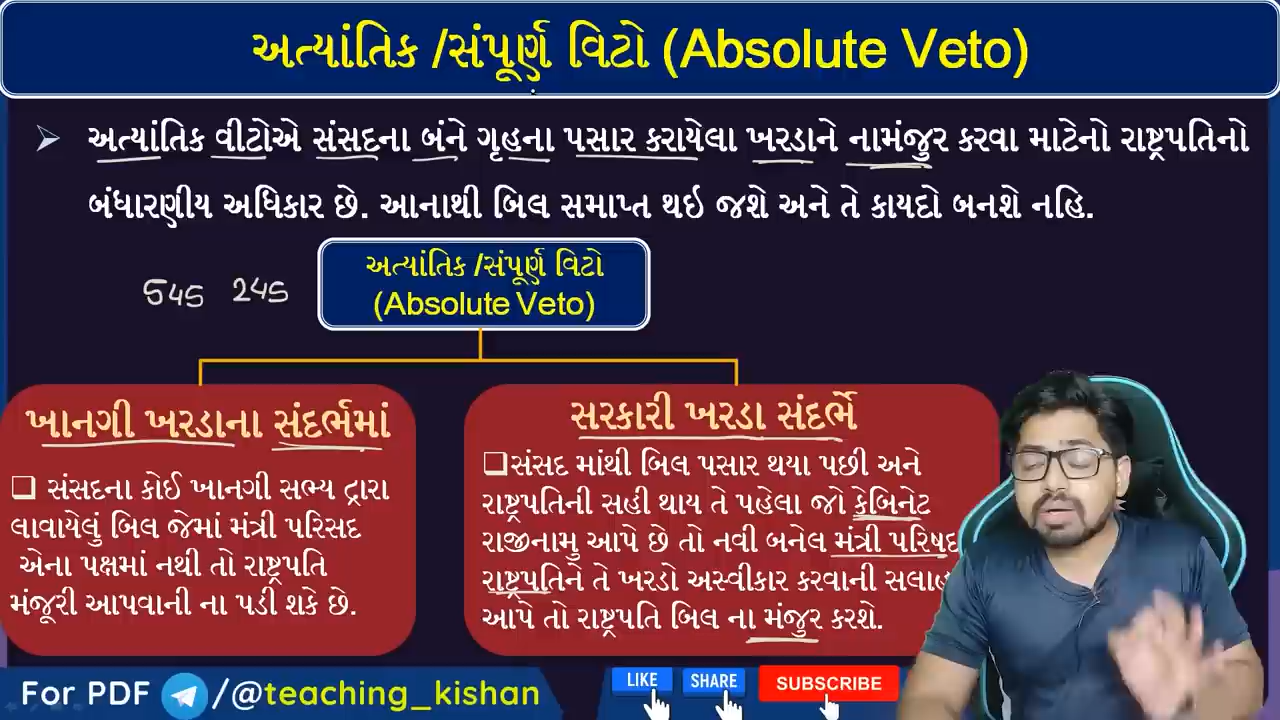 અત્યાંતિક /સંપૂર્ણ વિટો (Absolute Veto)
➢ અત્યાંતિક વીટોએ સંસદના બંને ગૃહના પસાર કરાયેલા ખરડાને નામંજુર કરવા માટેનો રાષ્ટ્રપતિનો
બંધારણીય અધિકાર છે. આનાથી બિલ સમાપ્ત થઇ જશે અને તે કાયદો બનશે નહિ.
545 245
અત્યાંતિક /સંપૂર્ણ વિટો
(Absolute Veto)
ખાનગી ખરડાના સંદર્ભમાં
❑ સંસદના કોઈ ખાનગી સભ્ય દ્રારા
લાવાયેલું બિલ જેમાં મંત્રી પરિસદ
એના પક્ષમાં નથી તો રાષ્ટ્રપતિ
મંજૂરી આપવાની ના પડી શકે છે.
સરકારી ખરડા સંદર્ભે
❑સંસદ માંથી બિલ પસાર થયા પછી અને
રાષ્ટ્રપતિની સહી થાય તે પહેલા જો કેબિનેટ
રાજીનામુ આપે છે તો નવી બનેલ મંત્રી પરિષદ
રાષ્ટ્રપતિને તે ખરડો અસ્વીકાર કરવાની સલાહ
આપે તો રાષ્ટ્રપતિ બિલ ના મંજુર કરશે.
For PDF /@teaching_kishan
LIKE SHARE SUBSCRIBE